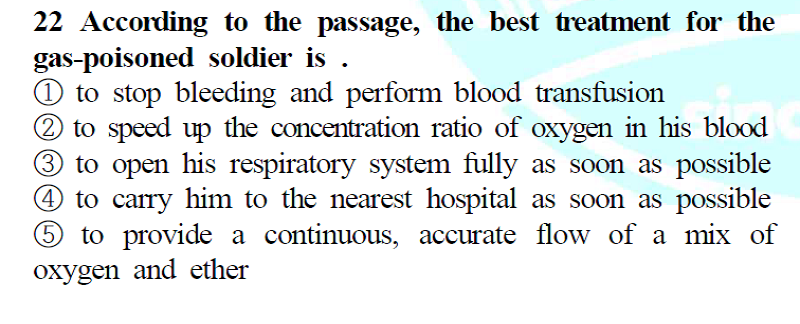 22 According to the passage, the best treatment for the
gas-poisoned soldier is .
① to stop bleeding and perform blood transfusion
② to speed up the concentration ratio of oxygen in his blood
③ to open his respiratory system fully as soon as possible
④ to carry him to the nearest hospital as soon as possible
⑤ to provide a continuous, accurate flow of a mix of
oxygen and ether